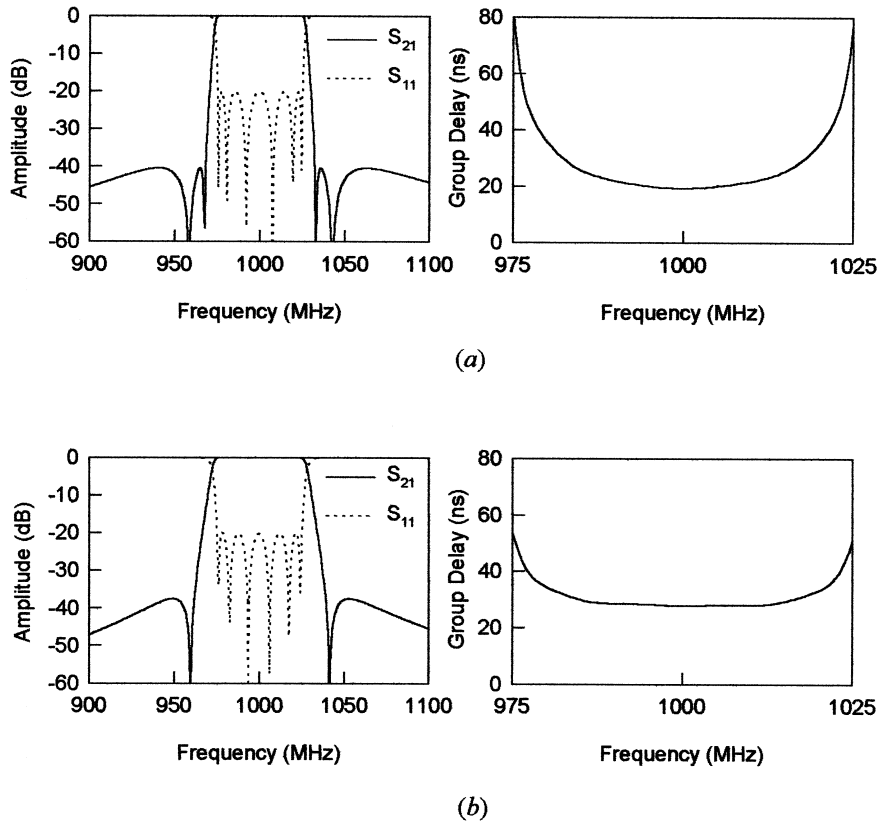 Amplitude (dB)
0
-10
-20
-30
-40
-50
-60
S21
S11
900
950
1000
1050
1100
Frequency (MHz)
Group Delay (ns)
80
60
40
20
0
975
1000
1025
Frequency (MHz)
(a)
Amplitude (dB)
0
-10
-20
-30
-40
-50
-60
S21
S11
900
950
1000
1050
1100
Frequency (MHz)
Group Delay (ns)
80
60
40
20
0
975
1000
1025
Frequency (MHz)
(b)